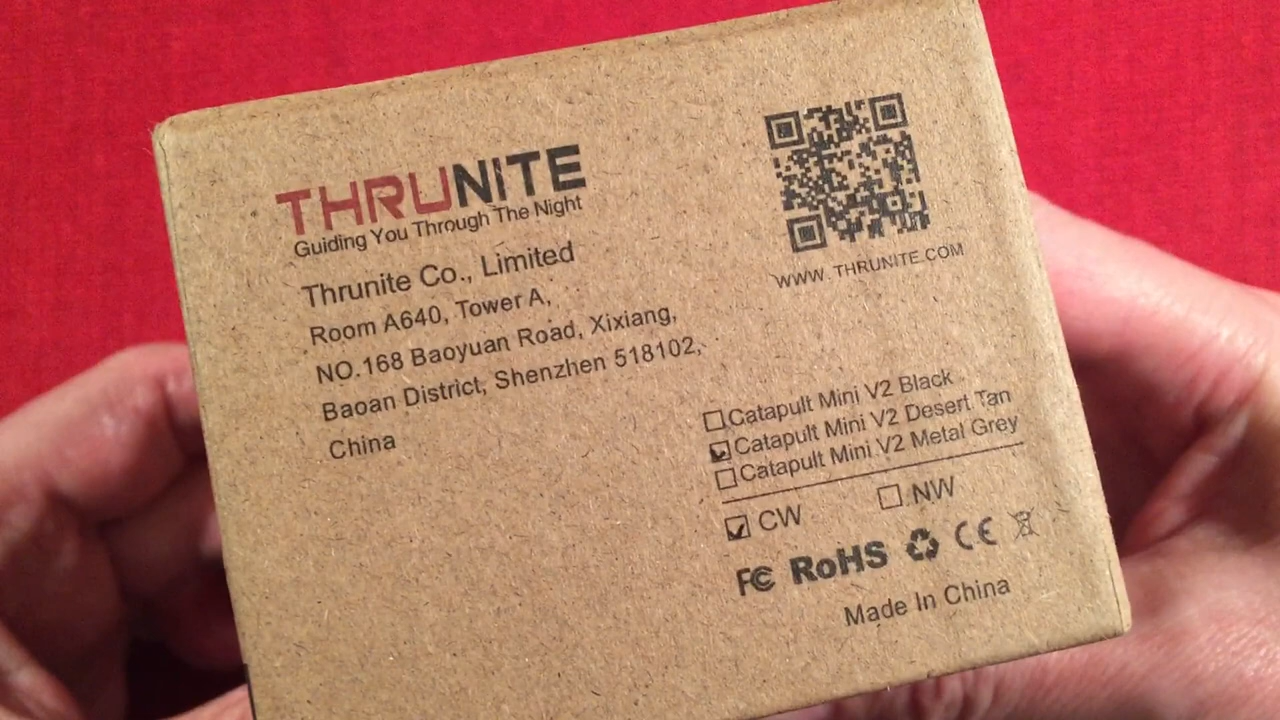 THRUNITE
Guiding You Through The Night
Thrunite Co., Limited
Room A640, Tower A,
NO.168 Baoyuan Road, Xixiang,
Baoan District, Shenzhen 518102,
China
WWW.THRUNITE.COM
Catapult Mini V2 Black
Catapult Mini V2 Desert Tan
Catapult Mini V2 Metal Grey
CW NW
FC RoHS CE
Made In China